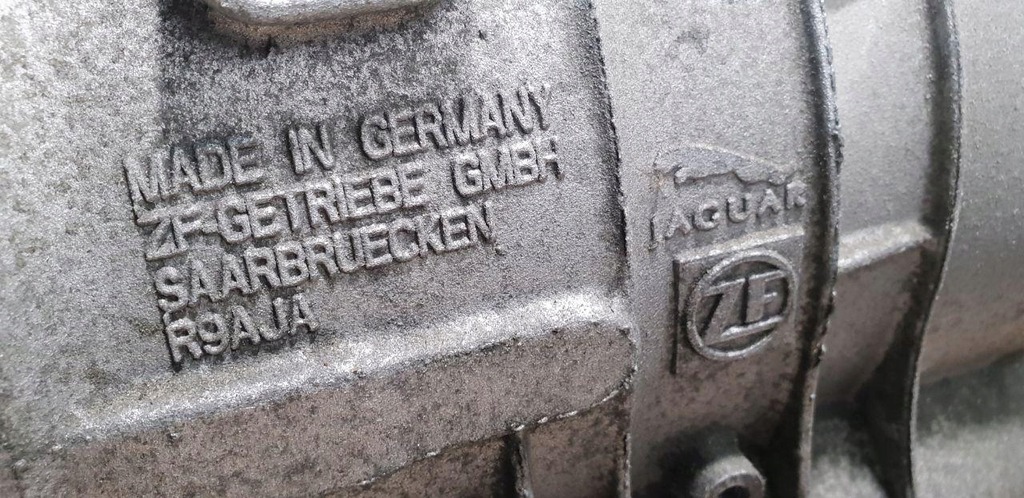 MADE IN GERMANY
ZF-GETRIEBE GMBH
SAARBRUECKEN
R9AJA
JAGUAR
ZF